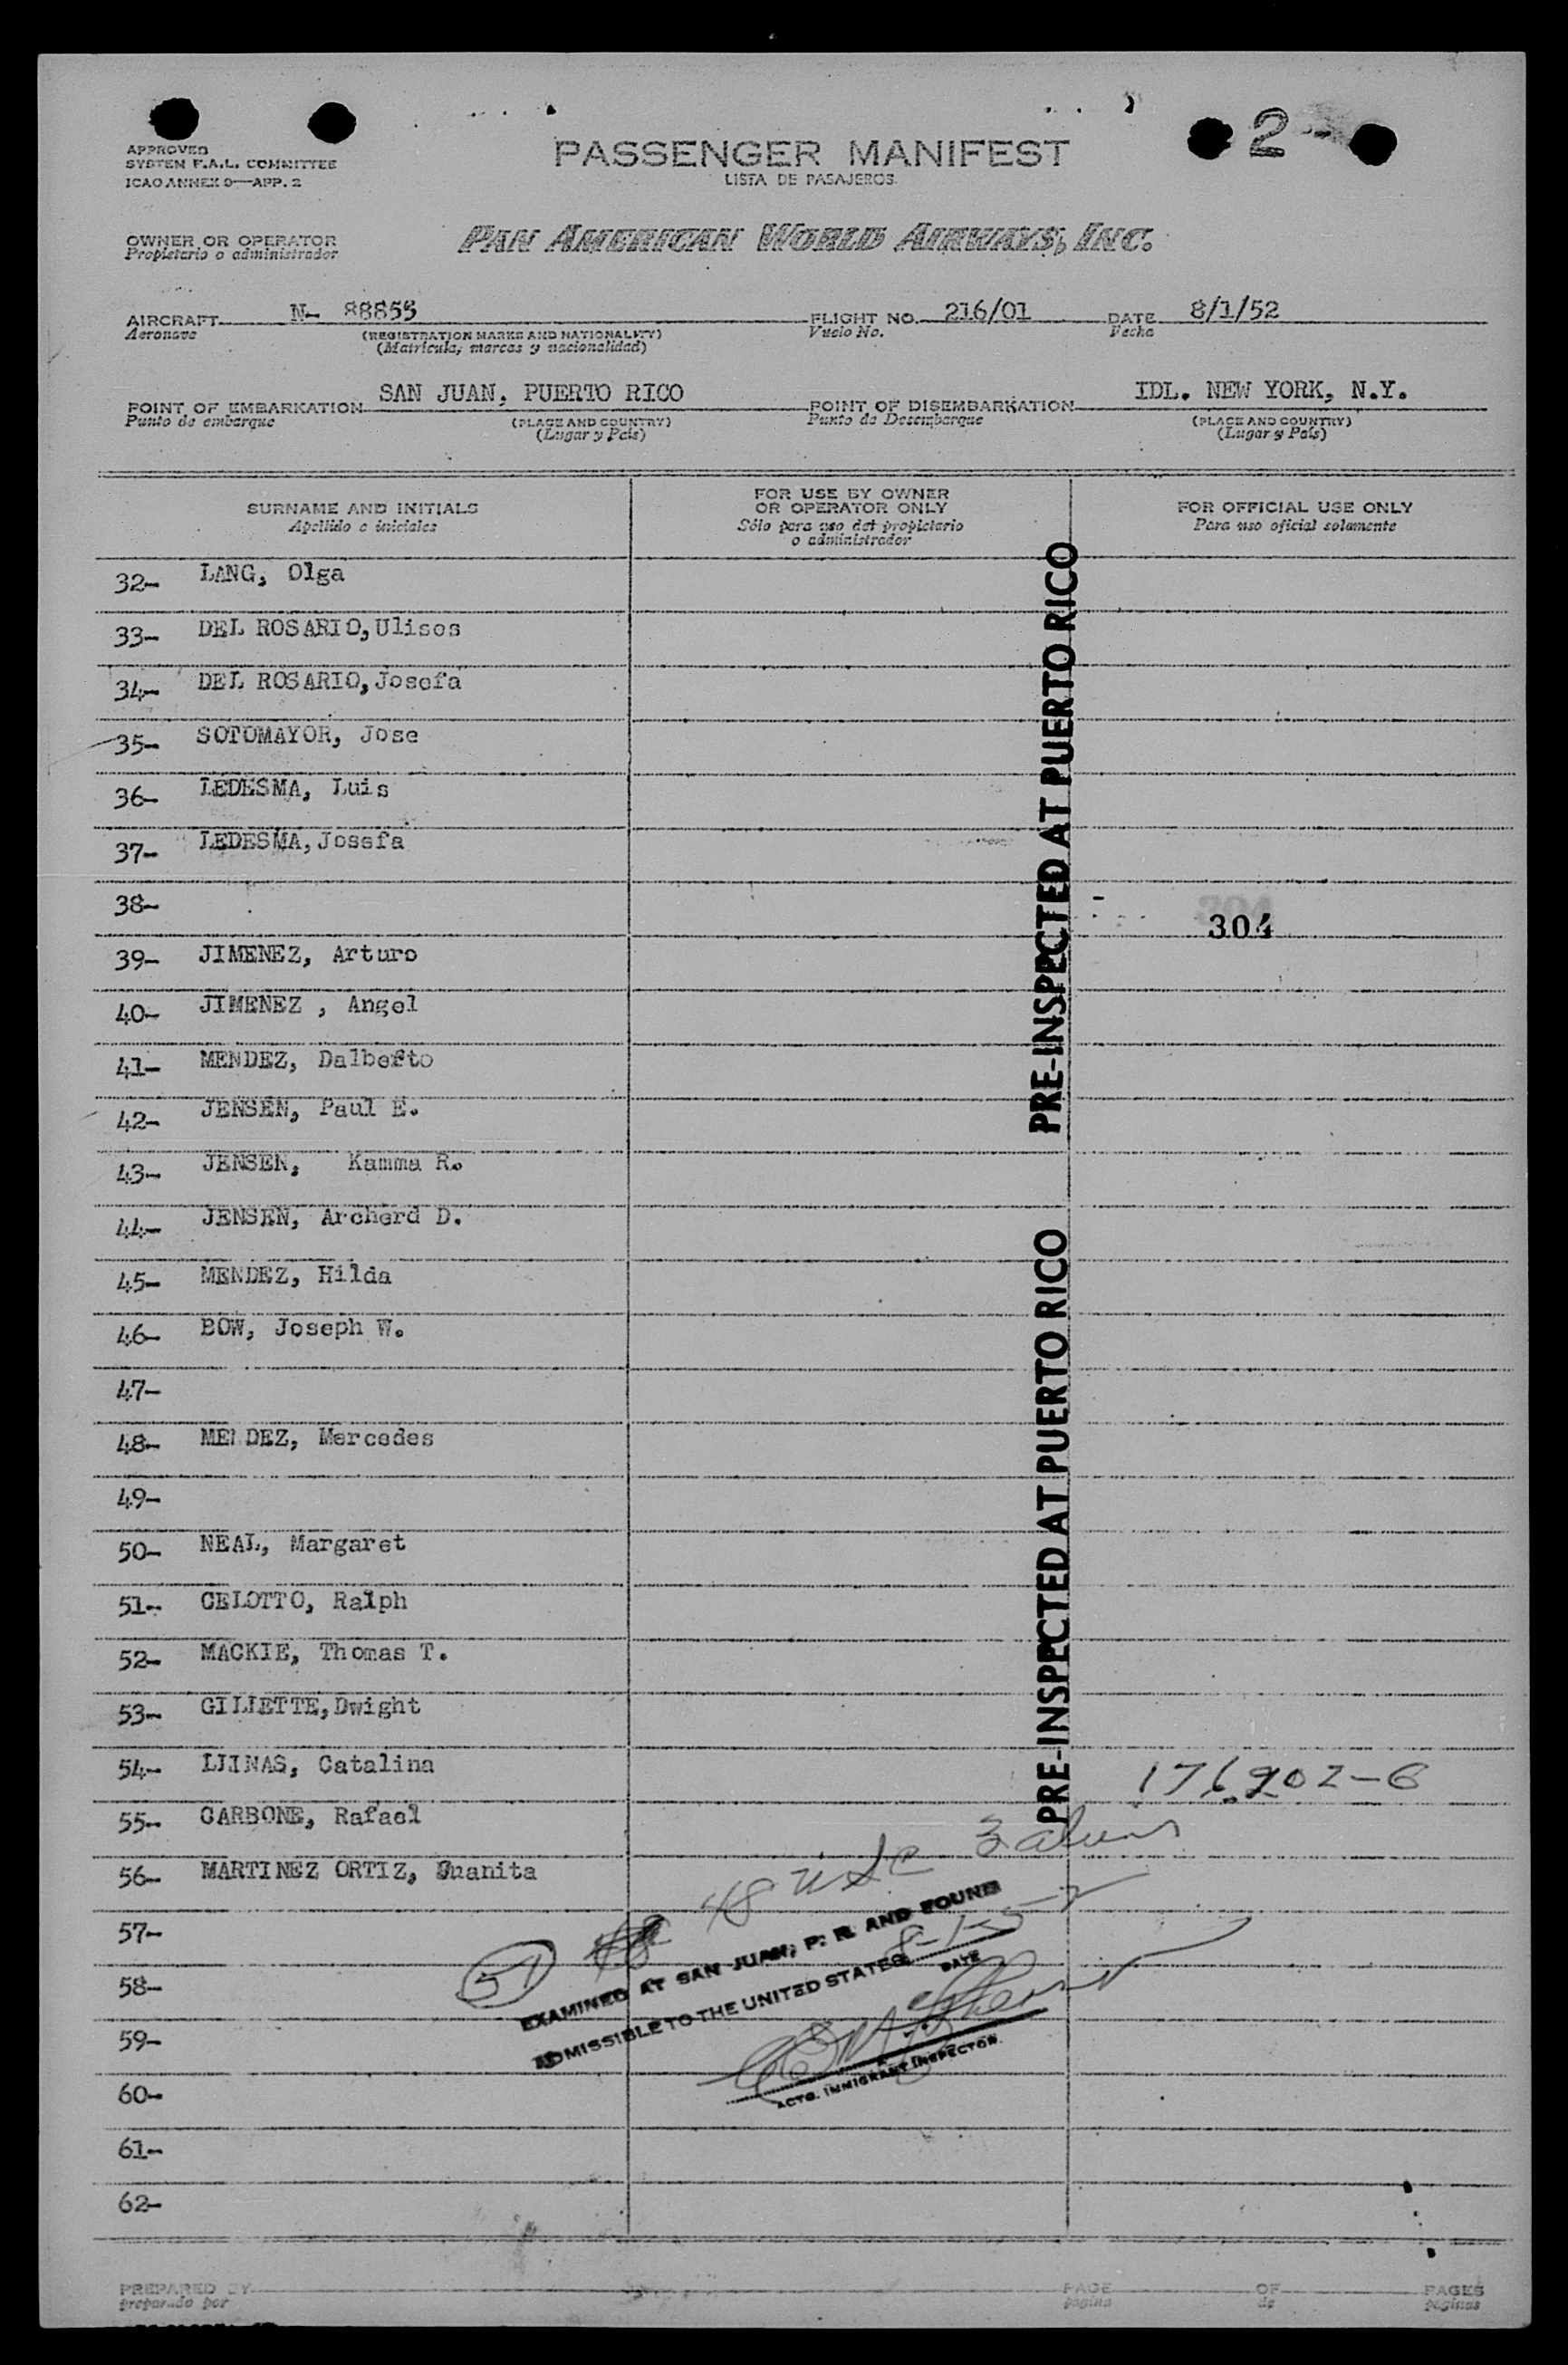 APPROVED
SYSTEM F.A.L. COMMITTEE
ICAO ANNEX 9—APP. 2
2-
PASSENGER MANIFEST
LISTA DE PASAJEROS
OWNER OR OPERATOR
Propietario o administrador
PAN AMERICAN WORLD AIRWAYS, INC.
AIRCRAFT N- 88855 FLIGHT NO. 216/01 DATE 8/1/52
Aeronave (REGISTRATION MARKS AND NATIONALITY) Vuelo No. Fecha
(Matricula, marcas y nacionalidad)
POINT OF EMBARKATION SAN JUAN, PUERTO RICO POINT OF DISEMBARKATION IDL. NEW YORK, N.Y.
Punto de embarque (PLACE AND COUNTRY) Punto de Desembarque (PLACE AND COUNTRY)
(Lugar y País) (Lugar y País)
SURNAME AND INITIALS
Apellido e iniciales
FOR USE BY OWNER
OR OPERATOR ONLY
Sólo para uso del propietario
o administrador
FOR OFFICIAL USE ONLY
Para uso oficial solamente
32- LANG, Olga
33- DEL ROSARIO,Ulises
34- DEL ROSARIO,Josefa
35- SOTOMAYOR, Jose
36- LEDESMA, Luis
37- LEDESMA,Josefa
38-
304
39- JIMENEZ, Arturo
40- JIMENEZ , Angel
41- MENDEZ, Dalberto
42- JENSEN, Paul E.
43- JENSEN, Kamma R.
44- JENSEN, Archerd D.
45- MENDEZ, Hilda
46- BOW, Joseph W.
47-
48- MENDEZ, Mercedes
49-
50- NEAL, Margaret
51- CELOTTO, Ralph
52- MACKIE, Thomas T.
53- GILLETTE,Dwight
54- LLINAS, Catalina
55- CARBONE, Rafael
56- MARTINEZ ORTIZ, Juanita
57-
58-
59-
60-
61-
62-
PRE-INSPECTED AT PUERTO RICO
PRE-INSPECTED AT PUERTO RICO
176902-6
48 USC 3 aliens
51
EXAMINED AT SAN JUAN, P. R. AND FOUND
ADMISSIBLE TO THE UNITED STATES 8-1-52
DATE
ACTG. IMMIGRANT INSPECTOR
PREPARED BY PAGE OF PAGES
preparado por página de páginas